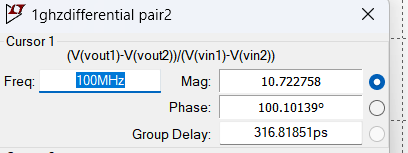 1ghzdifferential pair2
Cursor 1
(V(vout1)-V(vout2))/(V(vin1)-V(vin2))
Freq: 100MHz Mag: 10.722758
Phase: 100.10139º
Group Delay: 316.81851ps